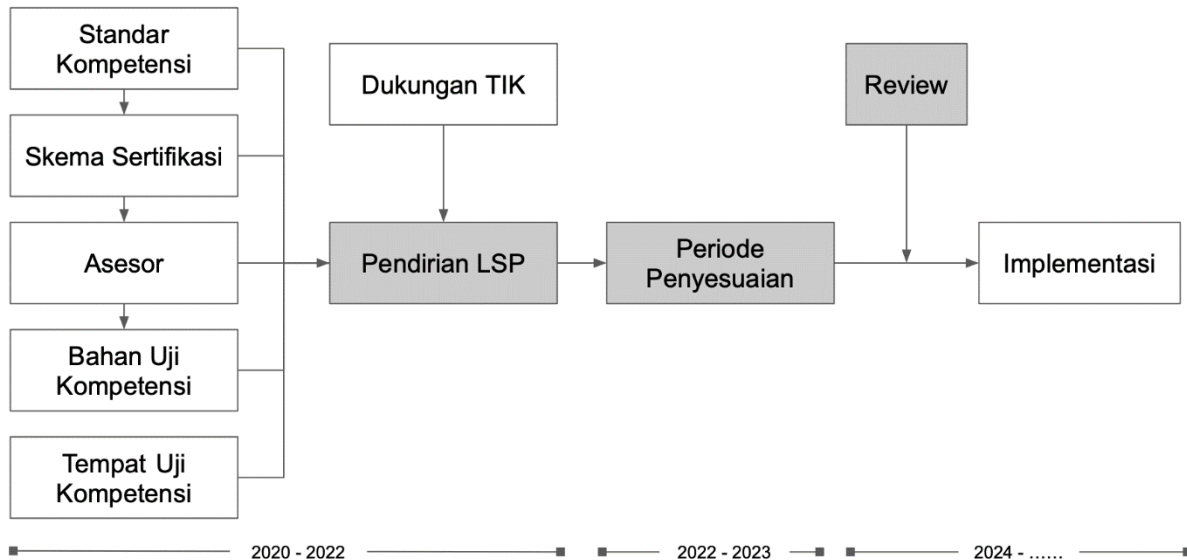 Standar
Kompetensi
Skema Sertifikasi
Asesor
Bahan Uji
Kompetensi
Tempat Uji
Kompetensi
Dukungan TIK
Pendirian LSP
Periode
Penyesuaian
Review
Implementasi
2020 - 2022
2022 - 2023
2024 - ......